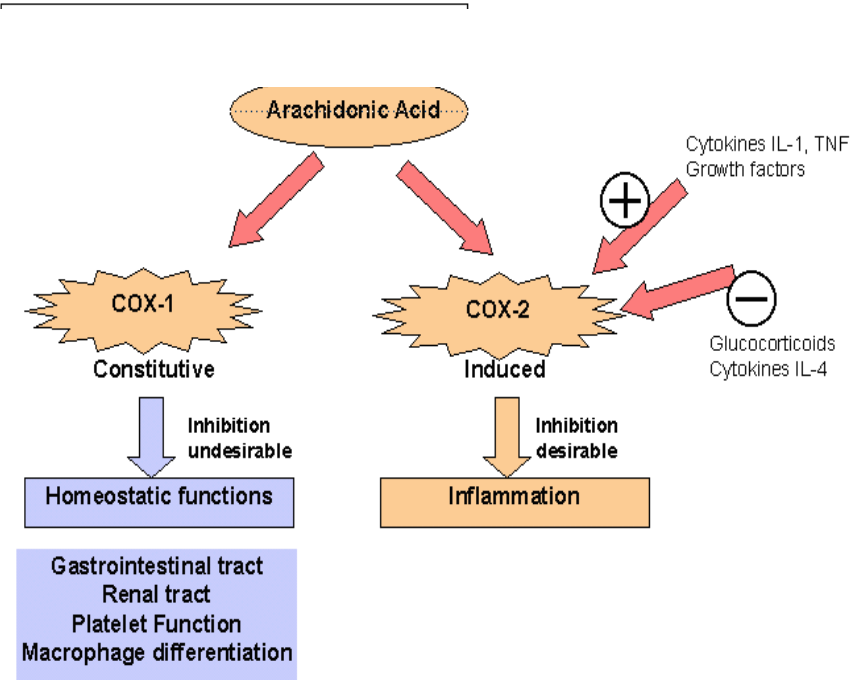 Arachidonic Acid
Cytokines IL-1, TNF
Growth factors
+
−
COX-1
COX-2
Glucocorticoids
Cytokines IL-4
Constitutive
Induced
Inhibition
undesirable
Inhibition
desirable
Homeostatic functions
Inflammation
Gastrointestinal tract
Renal tract
Platelet Function
Macrophage differentiation